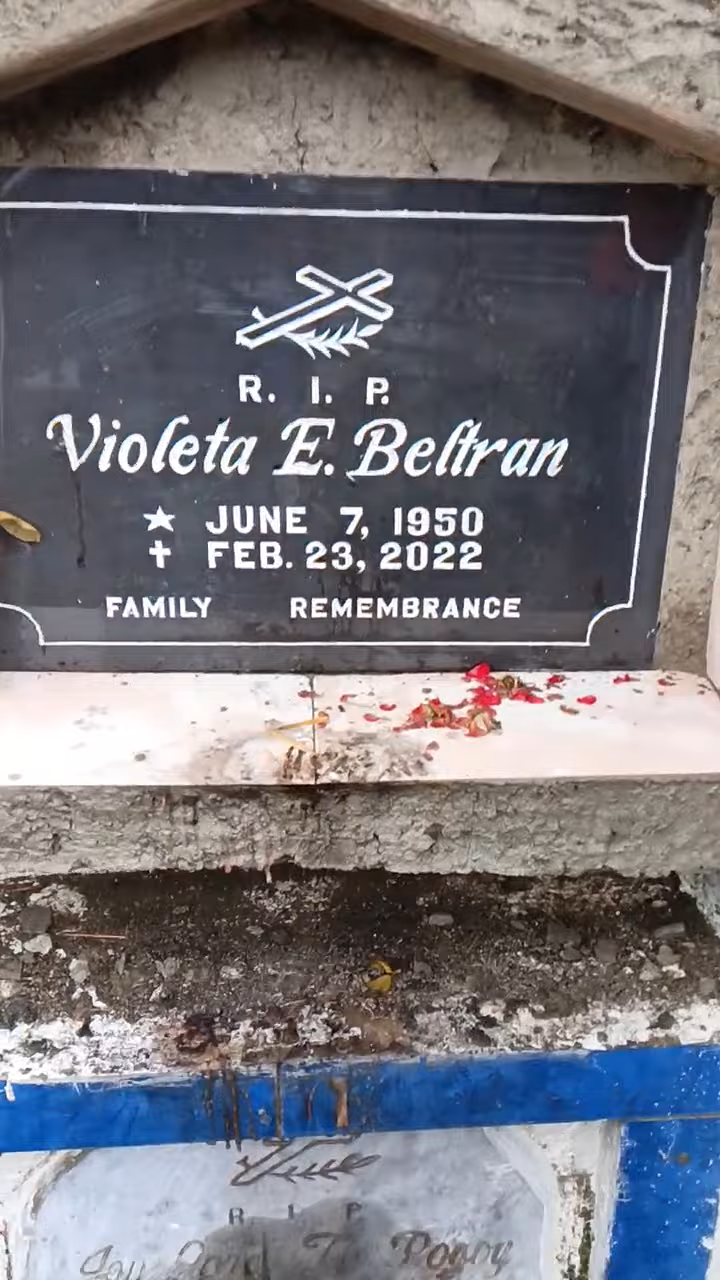 R. I. P.
Violeta E. Beltran
JUNE 7, 1950
FEB. 23, 2022
FAMILY REMEMBRANCE
R I P